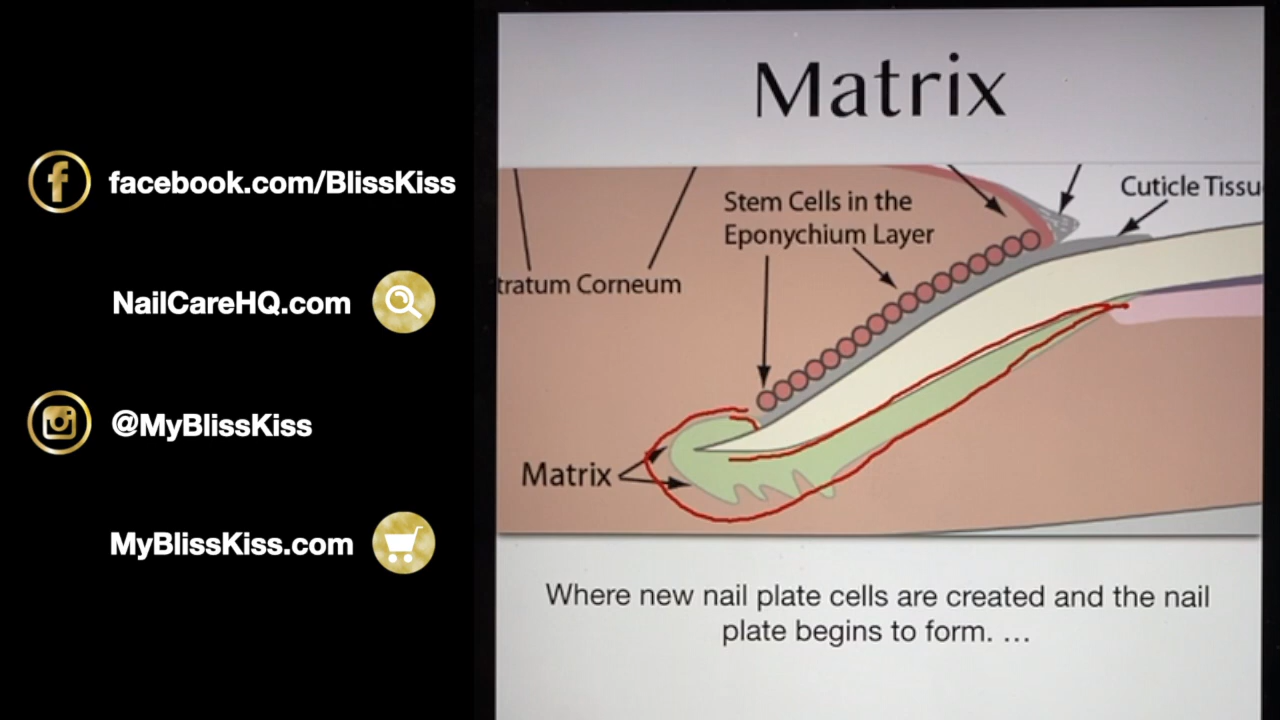 facebook.com/BlissKiss
NailCareHQ.com
@MyBlissKiss
MyBlissKiss.com
Matrix
Stem Cells in the
Eponychium Layer
Cuticle Tissu
tratum Corneum
Matrix
Where new nail plate cells are created and the nail
plate begins to form. …